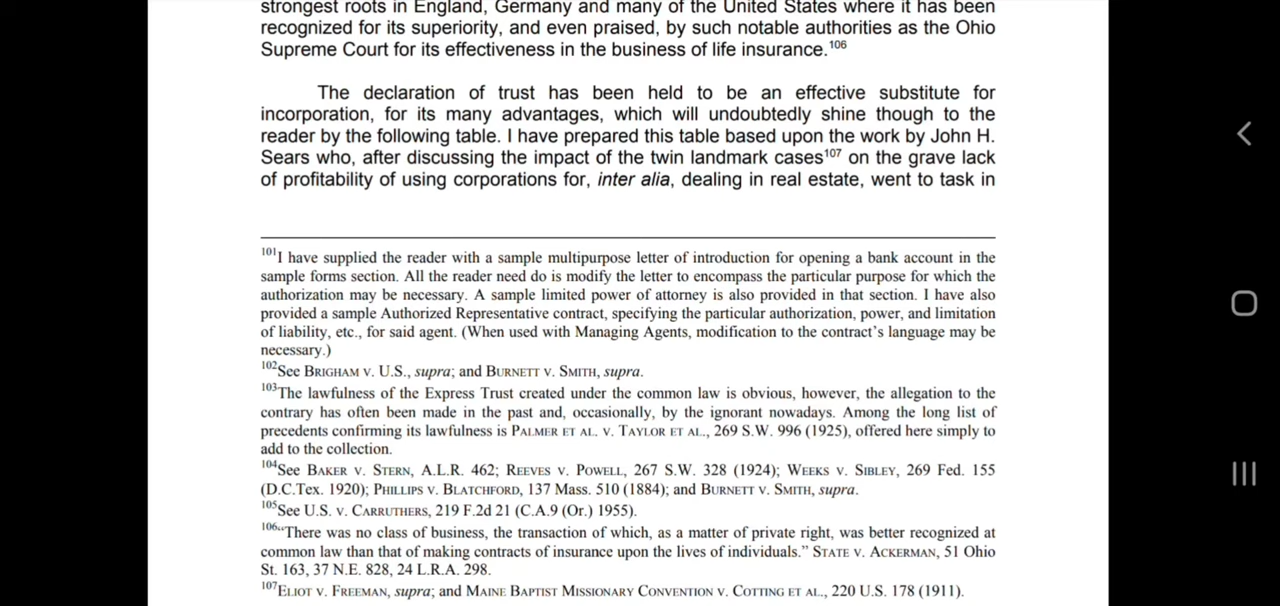 strongest roots in England, Germany and many of the United States where it has been
recognized for its superiority, and even praised, by such notable authorities as the Ohio
Supreme Court for its effectiveness in the business of life insurance.106
The declaration of trust has been held to be an effective substitute for
incorporation, for its many advantages, which will undoubtedly shine though to the
reader by the following table. I have prepared this table based upon the work by John H.
Sears who, after discussing the impact of the twin landmark cases107 on the grave lack
of profitability of using corporations for, inter alia, dealing in real estate, went to task in
101I have supplied the reader with a sample multipurpose letter of introduction for opening a bank account in the
sample forms section. All the reader need do is modify the letter to encompass the particular purpose for which the
authorization may be necessary. A sample limited power of attorney is also provided in that section. I have also
provided a sample Authorized Representative contract, specifying the particular authorization, power, and limitation
of liability, etc., for said agent. (When used with Managing Agents, modification to the contract's language may be
necessary.)
102See BRIGHAM V. U.S., supra; and BURNETT V. SMITH, supra.
103The lawfulness of the Express Trust created under the common law is obvious, however, the allegation to the
contrary has often been made in the past and, occasionally, by the ignorant nowadays. Among the long list of
precedents confirming its lawfulness is PALMER ET AL. V. TAYLOR ET AL., 269 S.W. 996 (1925), offered here simply to
add to the collection.
104See BAKER V. STERN, A.L.R. 462; REEVES V. POWELL, 267 S.W. 328 (1924); WEEKS V. SIBLEY, 269 Fed. 155
(D.C.Tex. 1920); PHILLIPS V. BLATCHFORD, 137 Mass. 510 (1884); and BURNETT V. SMITH, supra.
105See U.S. V. CARRUTHERS, 219 F.2d 21 (C.A.9 (Or.) 1955).
106"There was no class of business, the transaction of which, as a matter of private right, was better recognized at
common law than that of making contracts of insurance upon the lives of individuals." STATE V. ACKERMAN, 51 Ohio
St. 163, 37 N.E. 828, 24 L.R.A. 298.
107ELIOT V. FREEMAN, supra; and MAINE BAPTIST MISSIONARY CONVENTION V. COTTING ET AL., 220 U.S. 178 (1911).